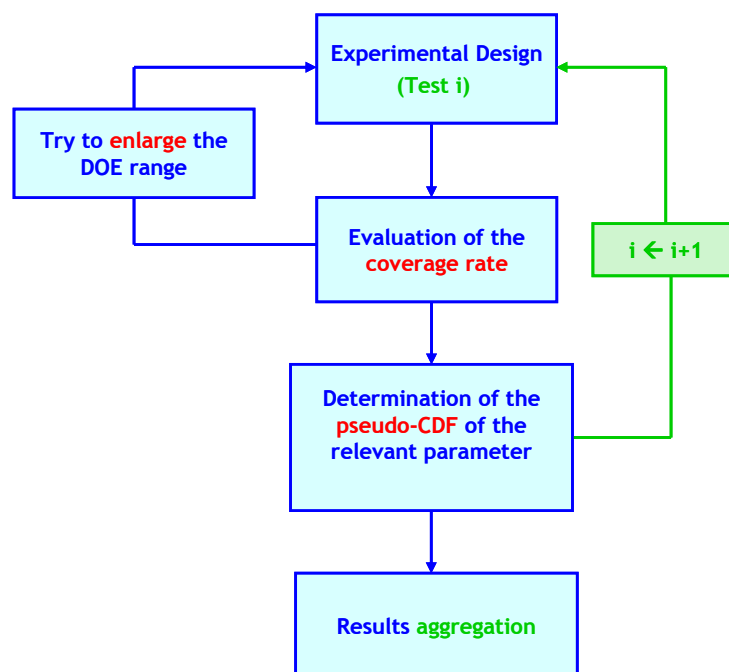 Experimental Design
(Test i)
Try to enlarge the
DOE range
Evaluation of the
coverage rate
i ← i+1
Determination of the
pseudo-CDF of the
relevant parameter
Results aggregation